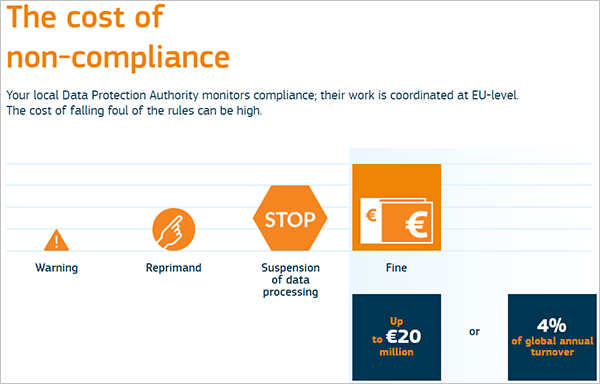 The cost of
non-compliance
Your local Data Protection Authority monitors compliance; their work is coordinated at EU-level.
The cost of falling foul of the rules can be high.
!
STOP
€ €
Warning
Reprimand
Suspension
of data
processing
Fine
Up
to €20
million
or
4%
of global annual
turnover